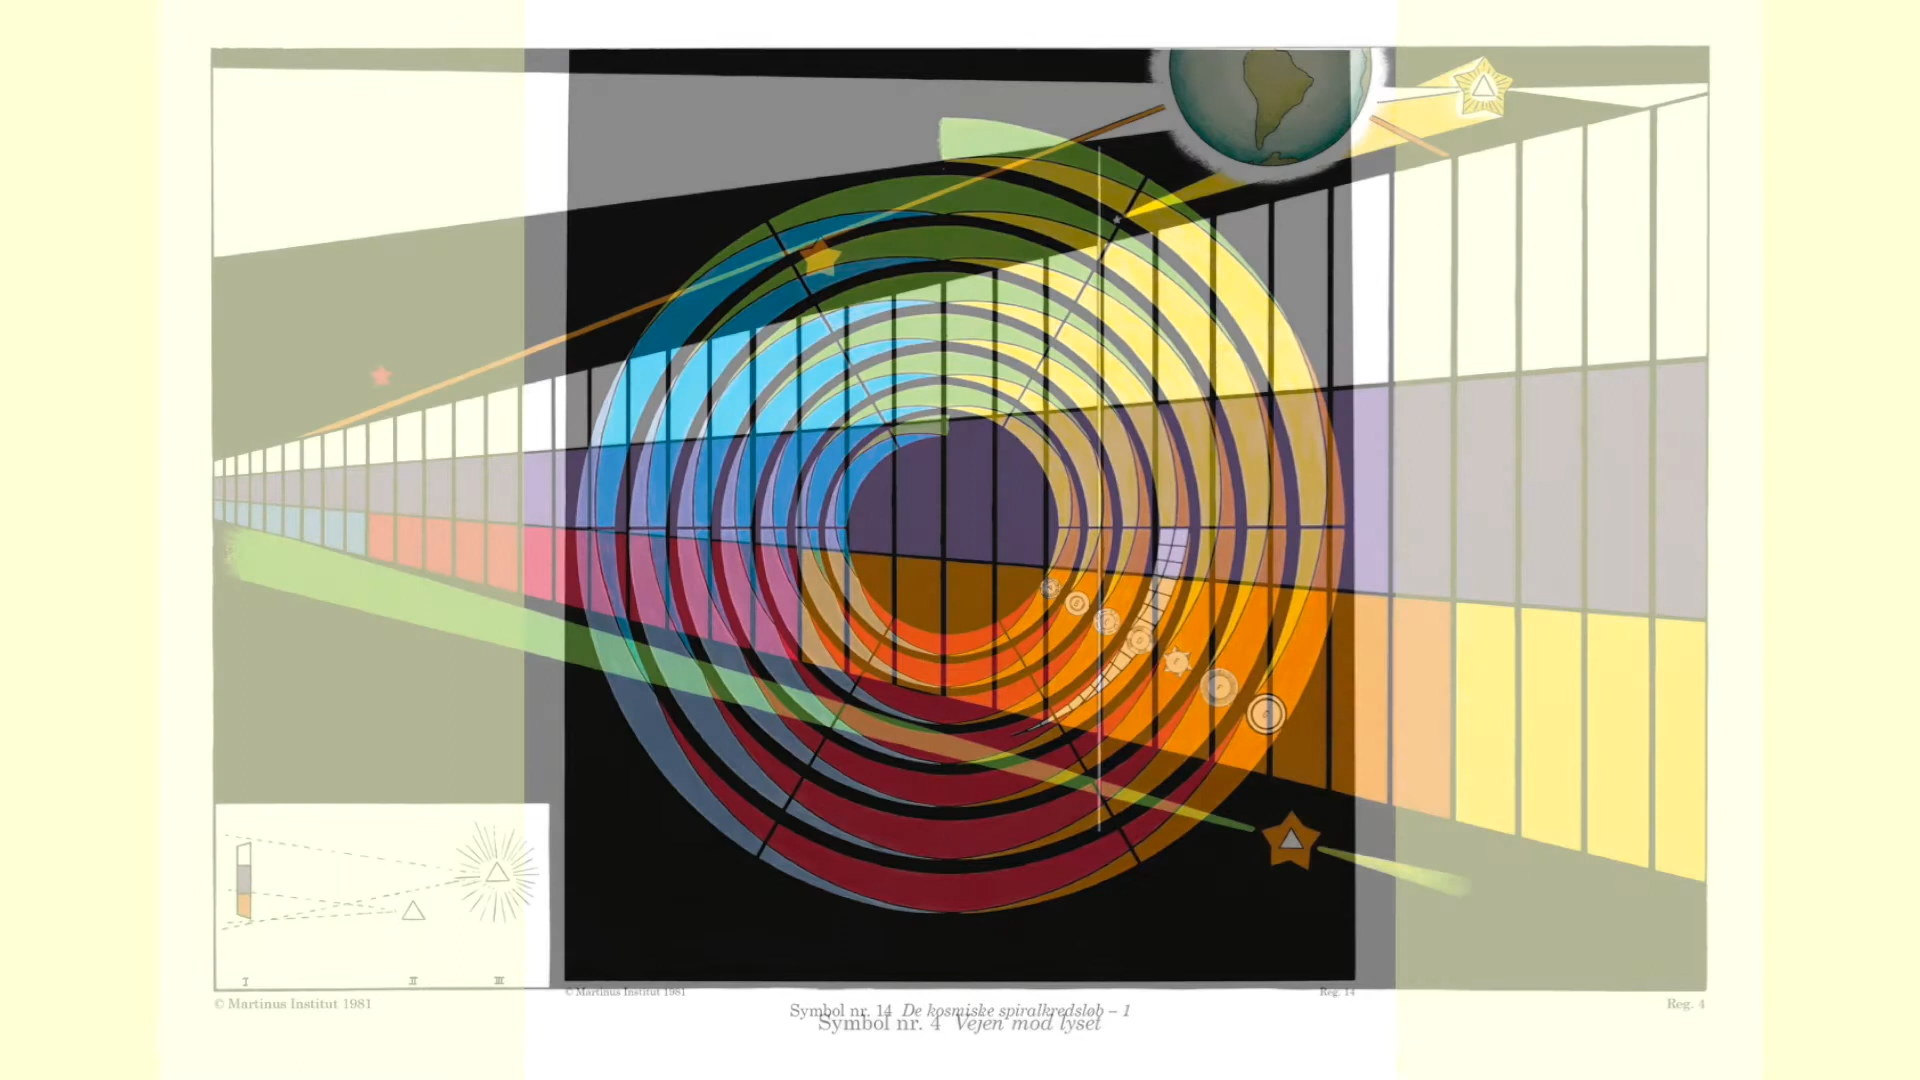 I II III
© Martinus Institut 1981
© Martinus Institut 1981
Reg. 14
Reg. 4
Symbol nr. 14 De kosmiske spiralkredsløb – 1
Symbol nr. 4 Vejen mod lyset